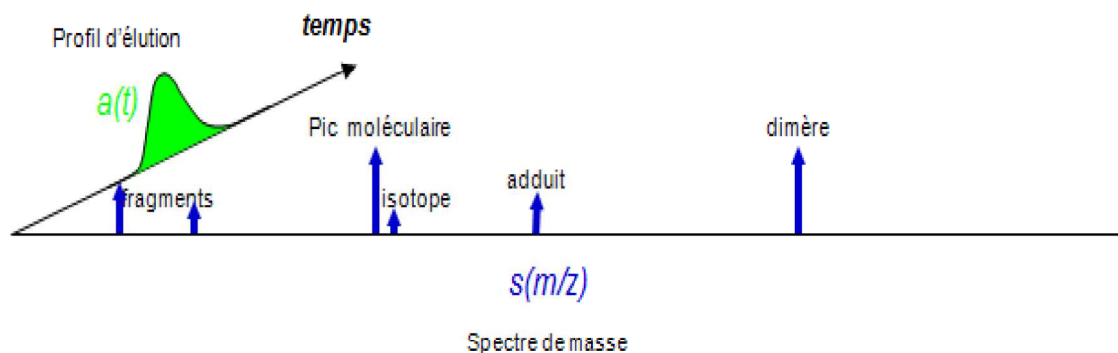 temps
Profil d'élution
a(t)
Pic moléculaire
dimère
adduit
fragments
isotope
s(m/z)
Spectre de masse